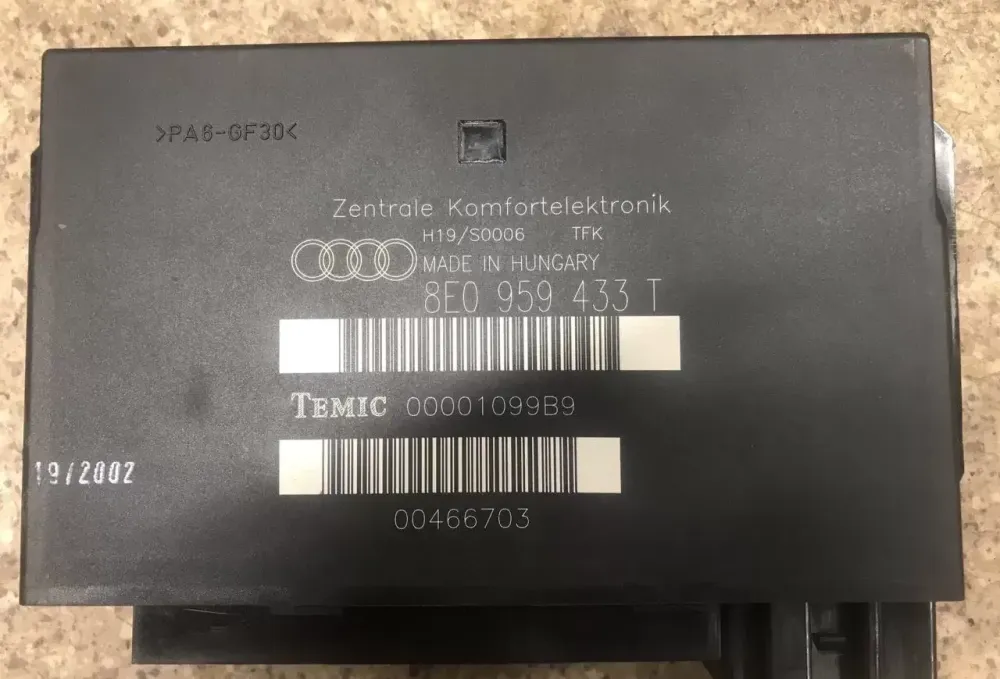 >PA6-GF30<
Zentrale Komfortelektronik
H19/S0006 TFK
MADE IN HUNGARY
8E0 959 433 T
TEMIC 00001099B9
19/2002
00466703